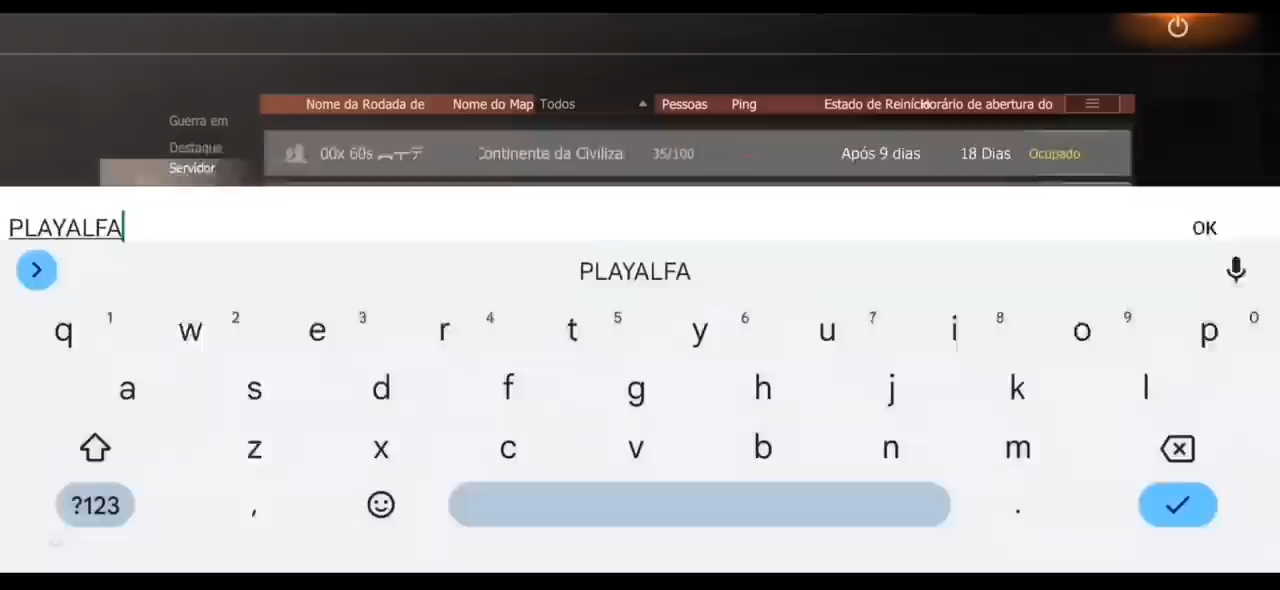 Nome da Rodada de Nome do Map Todos Pessoas Ping Estado de Reiníci Horário de abertura do
Guerra em
Destaque
Servidor
00x 60s Continente da Civiliza 35/100 Após 9 dias 18 Dias Ocupado
PLAYALFA OK
PLAYALFA
q 1 w 2 e 3 r 4 t 5 y 6 u 7 i 8 o 9 p 0
a s d f g h j k l
z x c v b n m
?123 , .